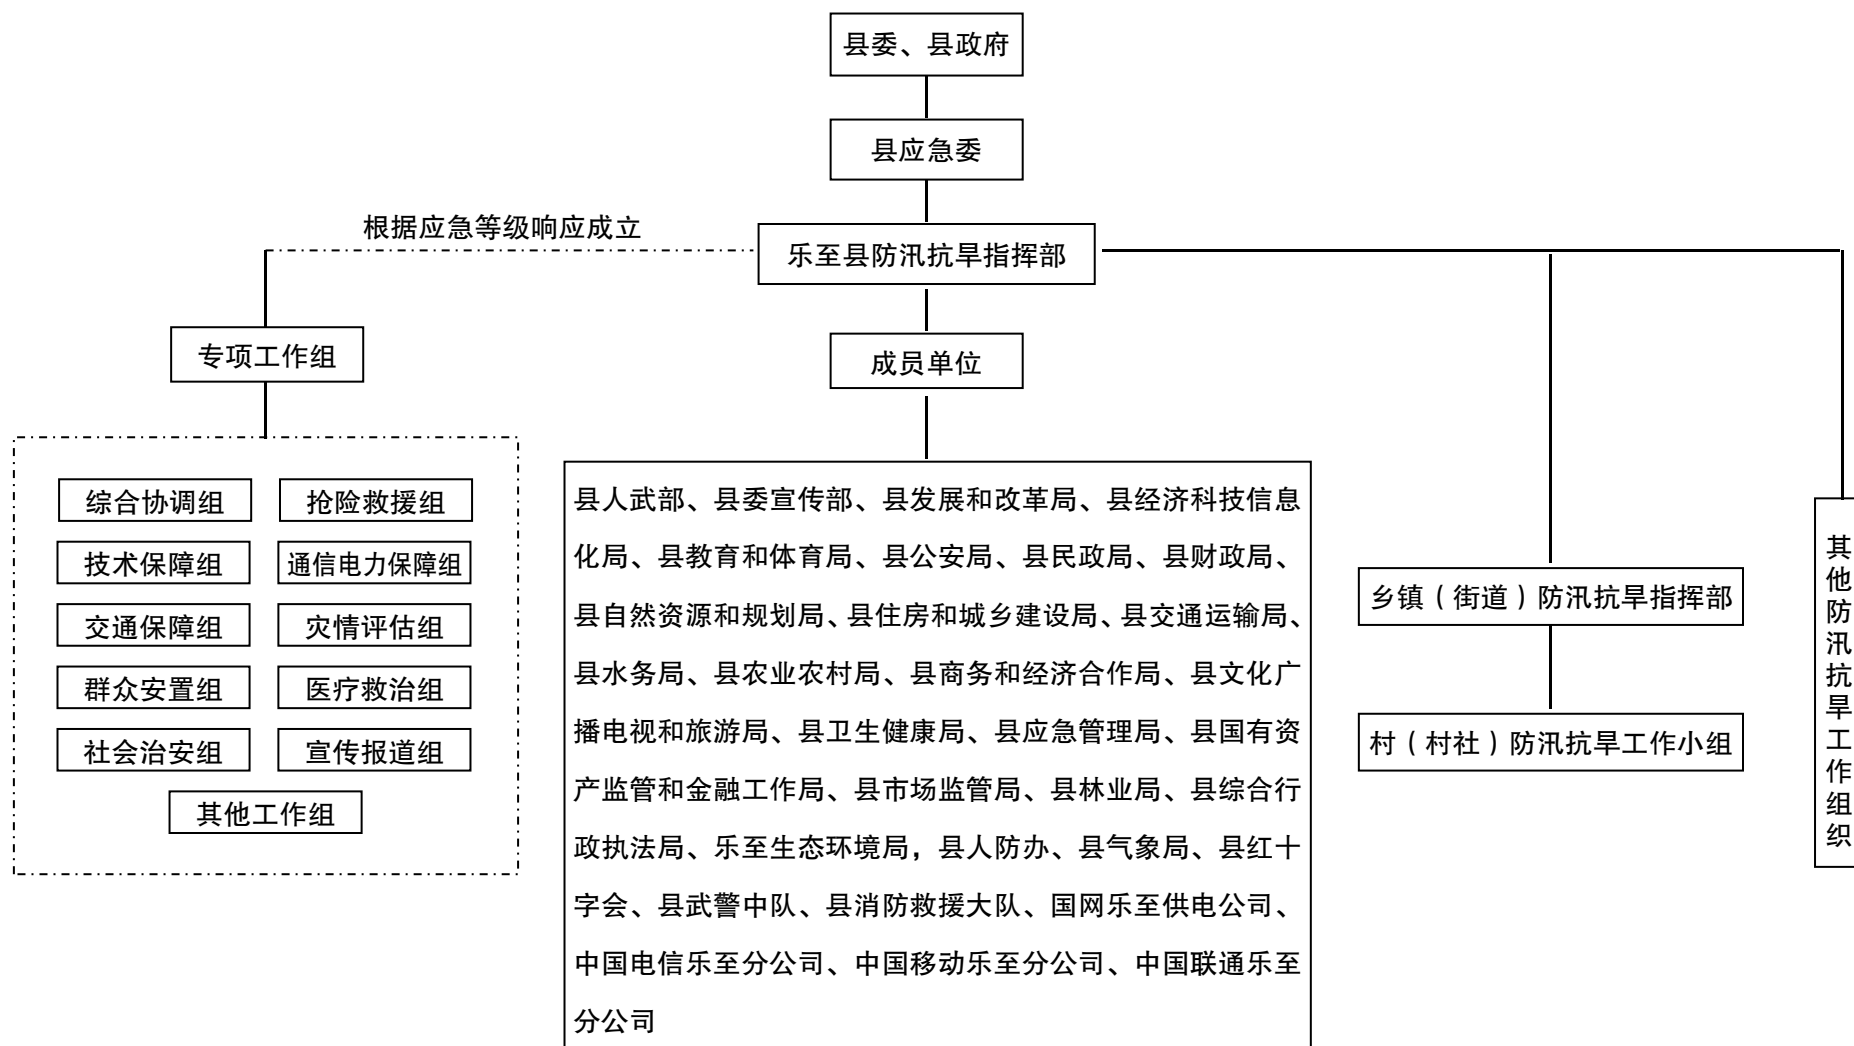 县委、县政府
县应急委
根据应急等级响应成立
乐至县防汛抗旱指挥部
专项工作组
成员单位
综合协调组
抢险救援组
技术保障组
通信电力保障组
交通保障组
灾情评估组
群众安置组
医疗救治组
社会治安组
宣传报道组
其他工作组
县人武部、县委宣传部、县发展和改革局、县经济科技信息
化局、县教育和体育局、县公安局、县民政局、县财政局、
县自然资源和规划局、县住房和城乡建设局、县交通运输局、
县水务局、县农业农村局、县商务和经济合作局、县文化广
播电视和旅游局、县卫生健康局、县应急管理局、县国有资
产监管和金融工作局、县市场监管局、县林业局、县综合行
政执法局、乐至生态环境局，县人防办、县气象局、县红十
字会、县武警中队、县消防救援大队、国网乐至供电公司、
中国电信乐至分公司、中国移动乐至分公司、中国联通乐至
分公司
乡镇（街道）防汛抗旱指挥部
村（村社）防汛抗旱工作小组
其他防汛抗旱工作组织